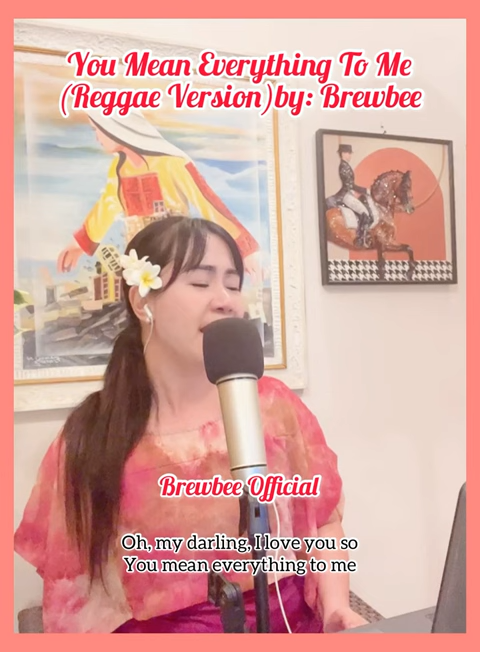 You Mean Everything To Me
(Reggae Version)by: Brewbee
Brewbee Official
Oh, my darling, I love you so
You mean everything to me